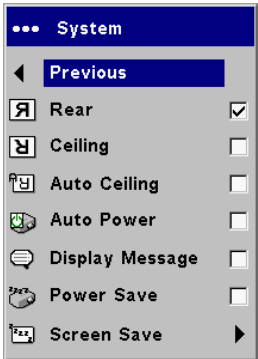 ••• System
Previous
Rear
Ceiling
Auto Ceiling
Auto Power
Display Message
Power Save
Screen Save